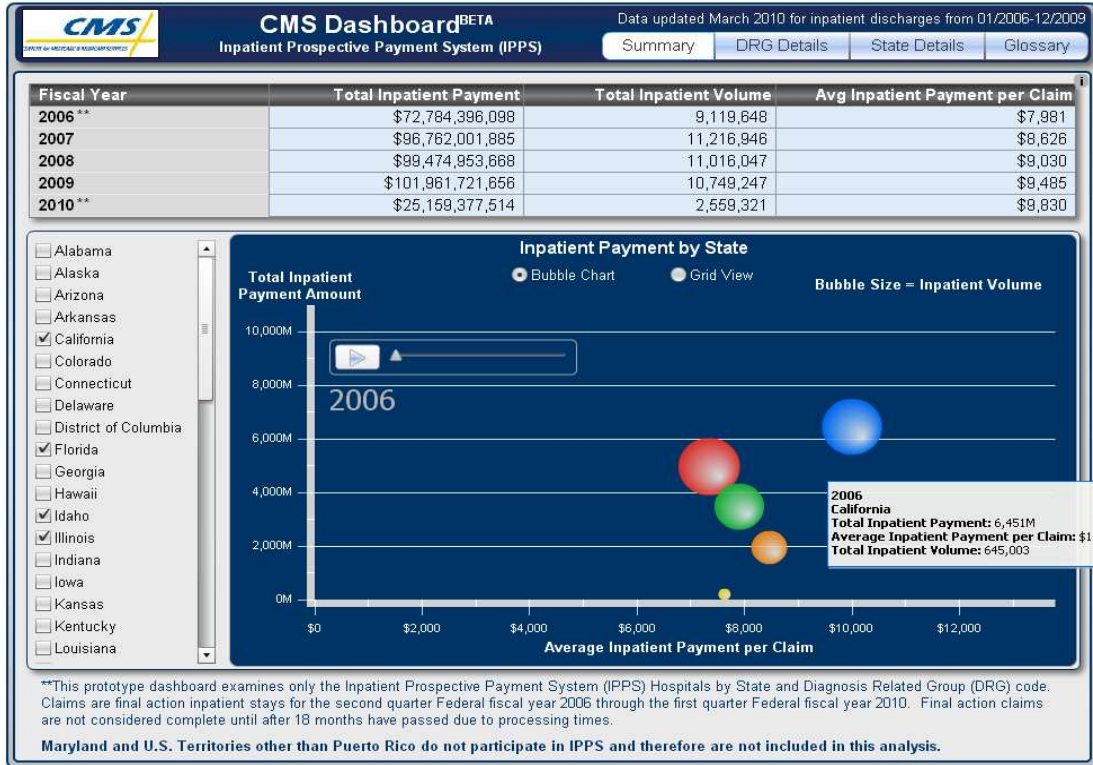 CMS
CENTERS for MEDICARE & MEDICAID SERVICES
CMS Dashboard BETA
Inpatient Prospective Payment System (IPPS)
Data updated March 2010 for inpatient discharges from 01/2006-12/2009
Summary DRG Details State Details Glossary
i
Fiscal Year Total Inpatient Payment Total Inpatient Volume Avg Inpatient Payment per Claim
2006 ** $72,784,396,098 9,119,648 $7,981
2007 $96,762,001,885 11,216,946 $8,626
2008 $99,474,953,668 11,016,047 $9,030
2009 $101,961,721,656 10,749,247 $9,485
2010 ** $25,159,377,514 2,559,321 $9,830
Alabama
Alaska
Arizona
Arkansas
California
Colorado
Connecticut
Delaware
District of Columbia
Florida
Georgia
Hawaii
Idaho
Illinois
Indiana
Iowa
Kansas
Kentucky
Louisiana
Inpatient Payment by State
Bubble Chart Grid View
Total Inpatient
Payment Amount
Bubble Size = Inpatient Volume
10,000M
8,000M
6,000M
4,000M
2,000M
0M
2006
2006
California
Total Inpatient Payment: 6,451M
Average Inpatient Payment per Claim: $1
Total Inpatient Volume: 645,003
$0 $2,000 $4,000 $6,000 $8,000 $10,000 $12,000
Average Inpatient Payment per Claim
**This prototype dashboard examines only the Inpatient Prospective Payment System (IPPS) Hospitals by State and Diagnosis Related Group (DRG) code.
Claims are final action inpatient stays for the second quarter Federal fiscal year 2006 through the first quarter Federal fiscal year 2010. Final action claims
are not considered complete until after 18 months have passed due to processing times.
Maryland and U.S. Territories other than Puerto Rico do not participate in IPPS and therefore are not included in this analysis.